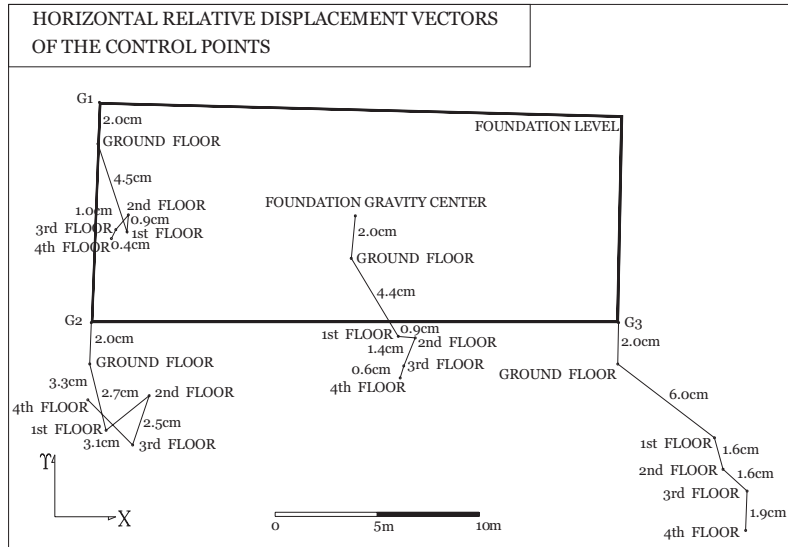 HORIZONTAL RELATIVE DISPLACEMENT VECTORS
OF THE CONTROL POINTS
G1
2.0cm
FOUNDATION LEVEL
GROUND FLOOR
4.5cm
1.0cm
2nd FLOOR
0.9cm
3rd FLOOR
1st FLOOR
4th FLOOR
0.4cm
FOUNDATION GRAVITY CENTER
2.0cm
GROUND FLOOR
4.4cm
0.9cm
1st FLOOR
2nd FLOOR
1.4cm
3rd FLOOR
0.6cm
4th FLOOR
G2
2.0cm
GROUND FLOOR
3.3cm
2.7cm
2nd FLOOR
4th FLOOR
2.5cm
1st FLOOR
3.1cm
3rd FLOOR
G3
2.0cm
GROUND FLOOR
6.0cm
1st FLOOR
1.6cm
2nd FLOOR
1.6cm
3rd FLOOR
1.9cm
4th FLOOR
Υ
X
0
5m
10m